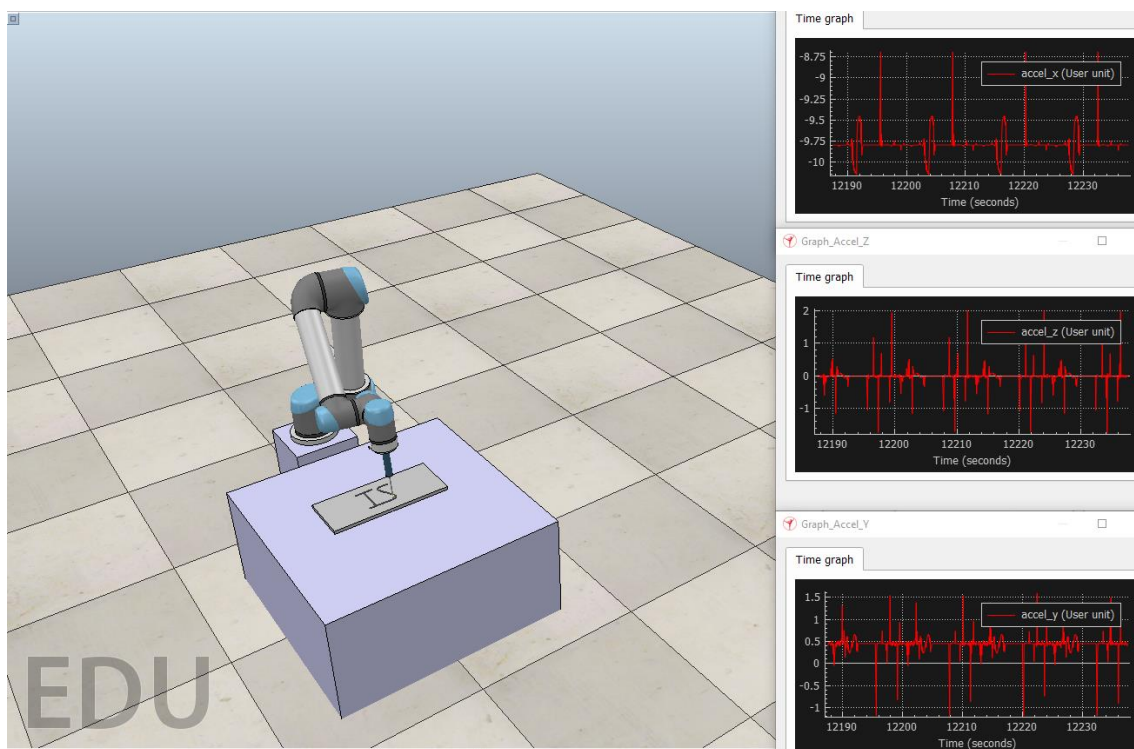 Time graph
-8.75
-9
-9.25
-9.5
-9.75
-10
accel_x (User unit)
12190 12200 12210 12220 12230
Time (seconds)
Graph_Accel_Z
Time graph
2
1
0
-1
accel_z (User unit)
12190 12200 12210 12220 12230
Time (seconds)
Graph_Accel_Y
Time graph
1.5
1
0.5
0
-0.5
-1
accel_y (User unit)
12190 12200 12210 12220 12230
Time (seconds)
EDU